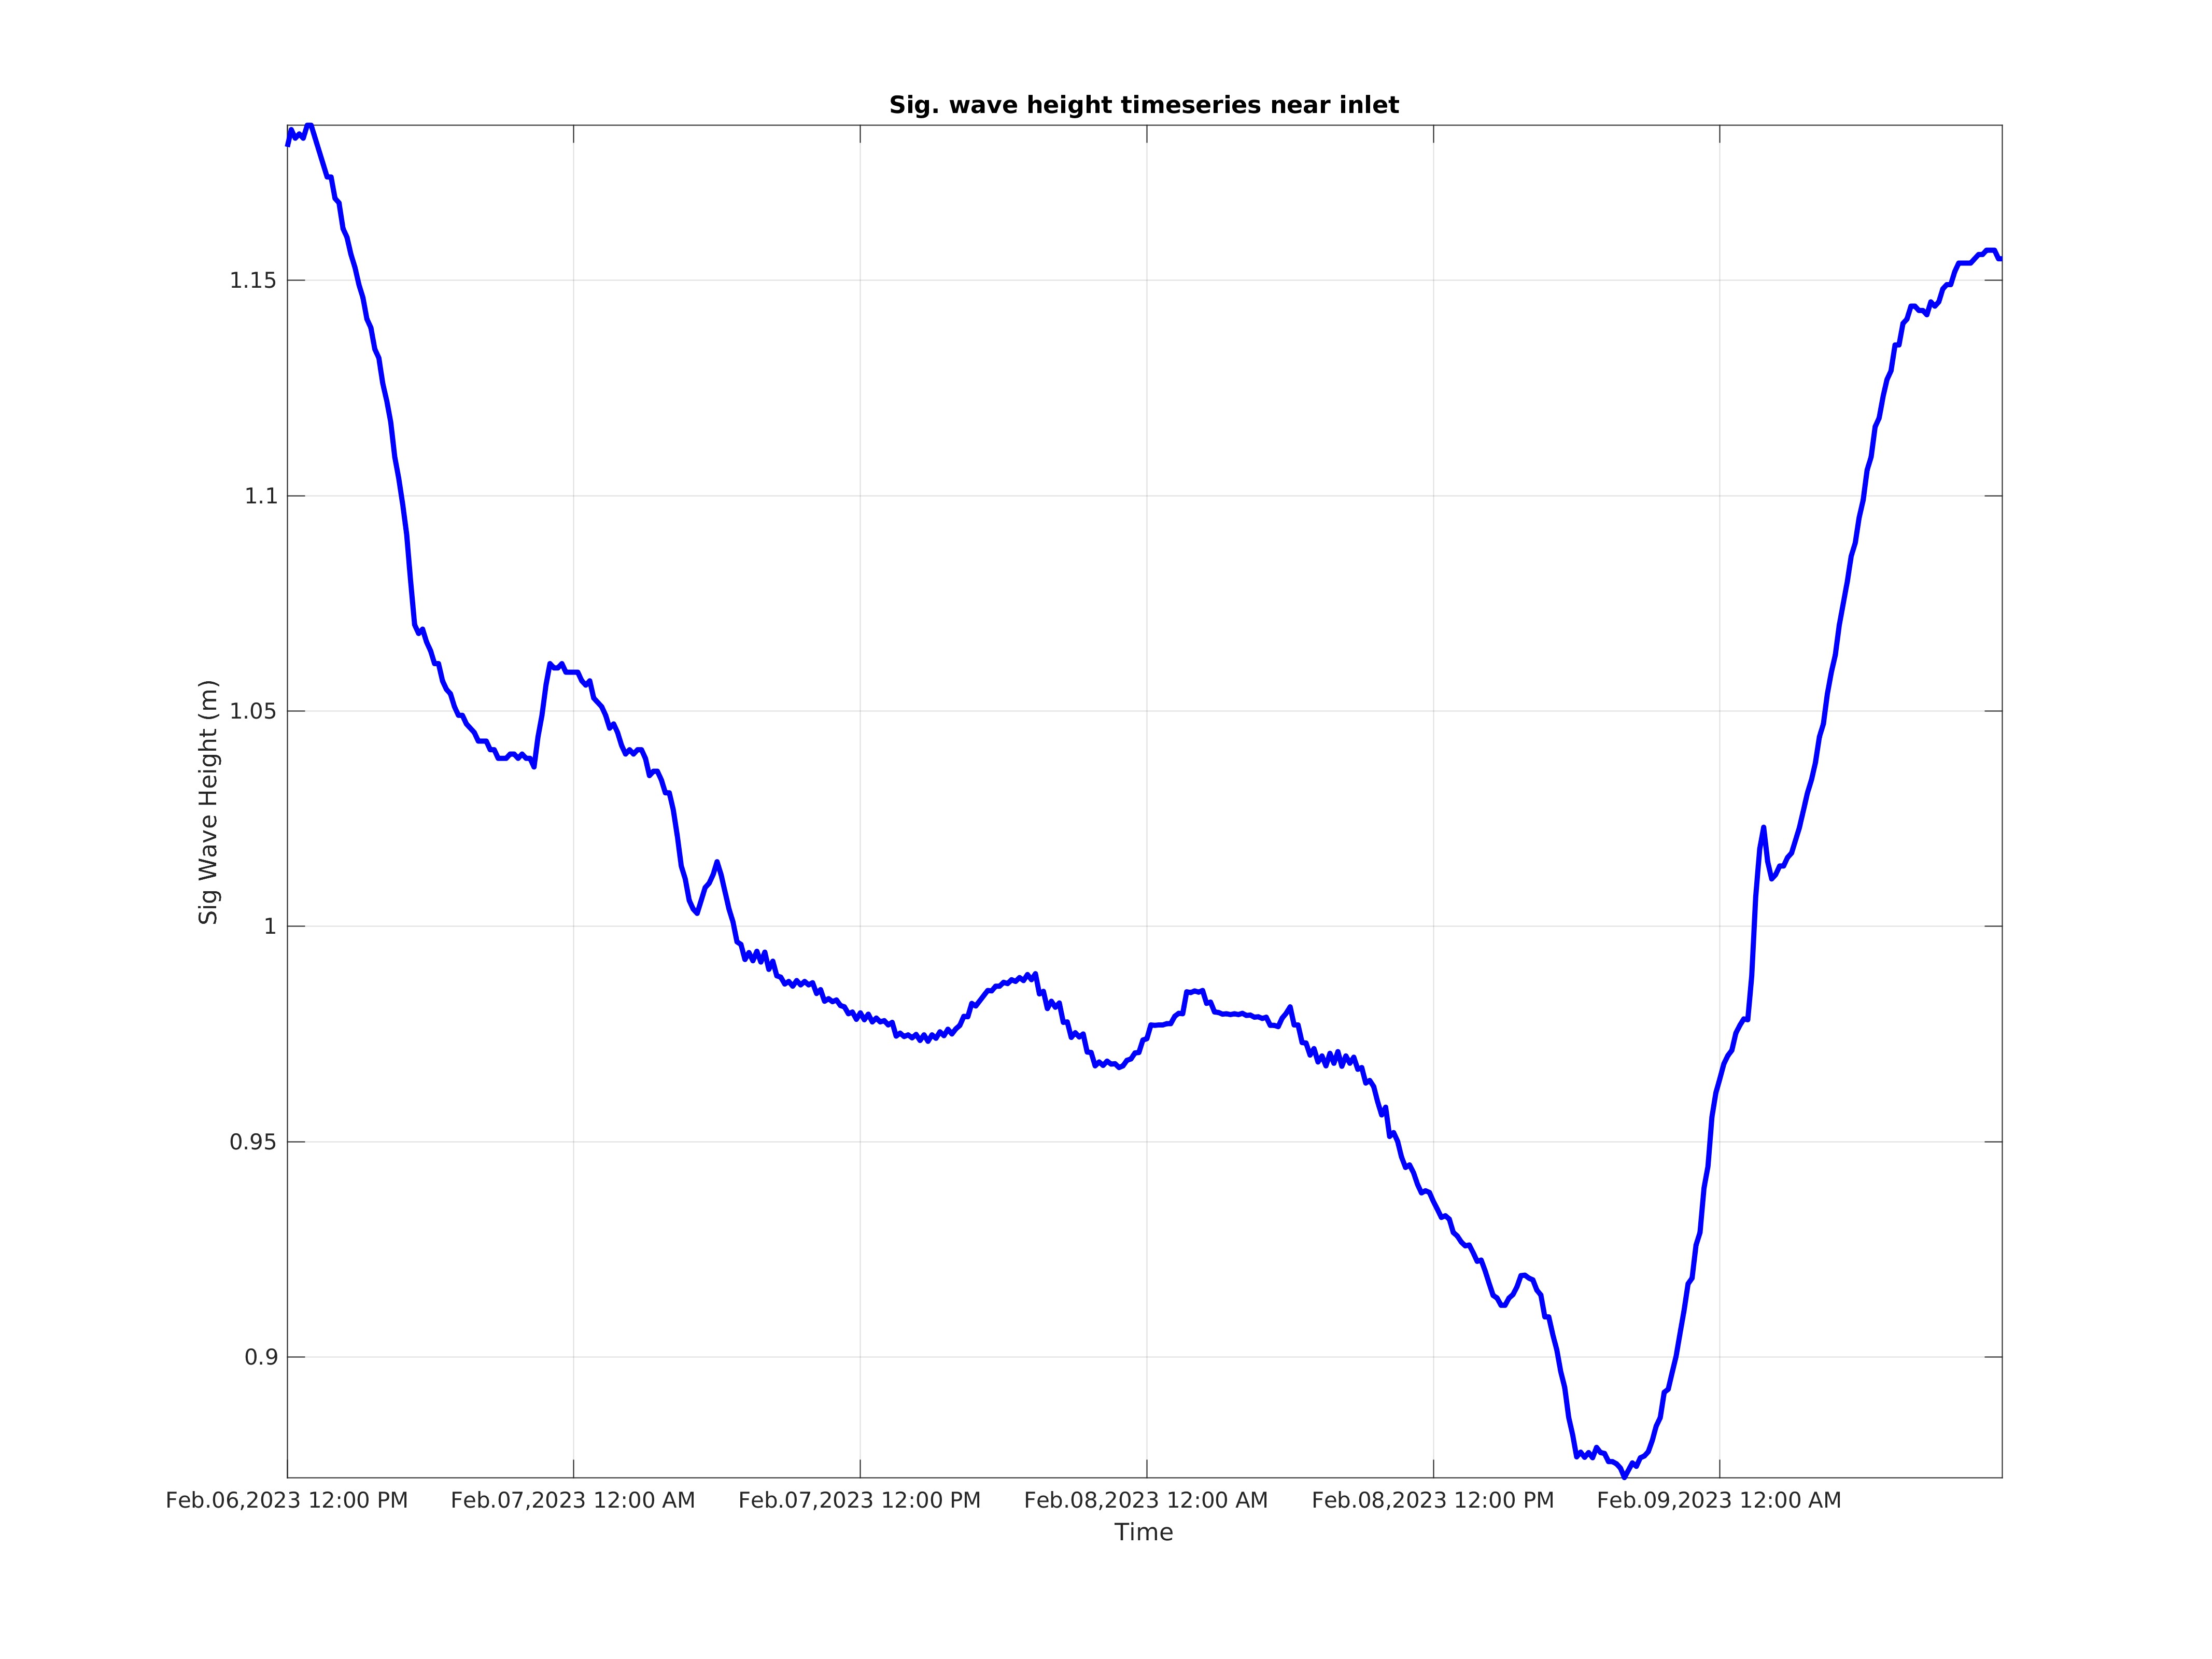 Sig. wave height timeseries near inlet
Sig Wave Height (m)
1.15
1.1
1.05
1
0.95
0.9
Feb.06,2023 12:00 PM Feb.07,2023 12:00 AM Feb.07,2023 12:00 PM Feb.08,2023 12:00 AM Feb.08,2023 12:00 PM Feb.09,2023 12:00 AM
Time